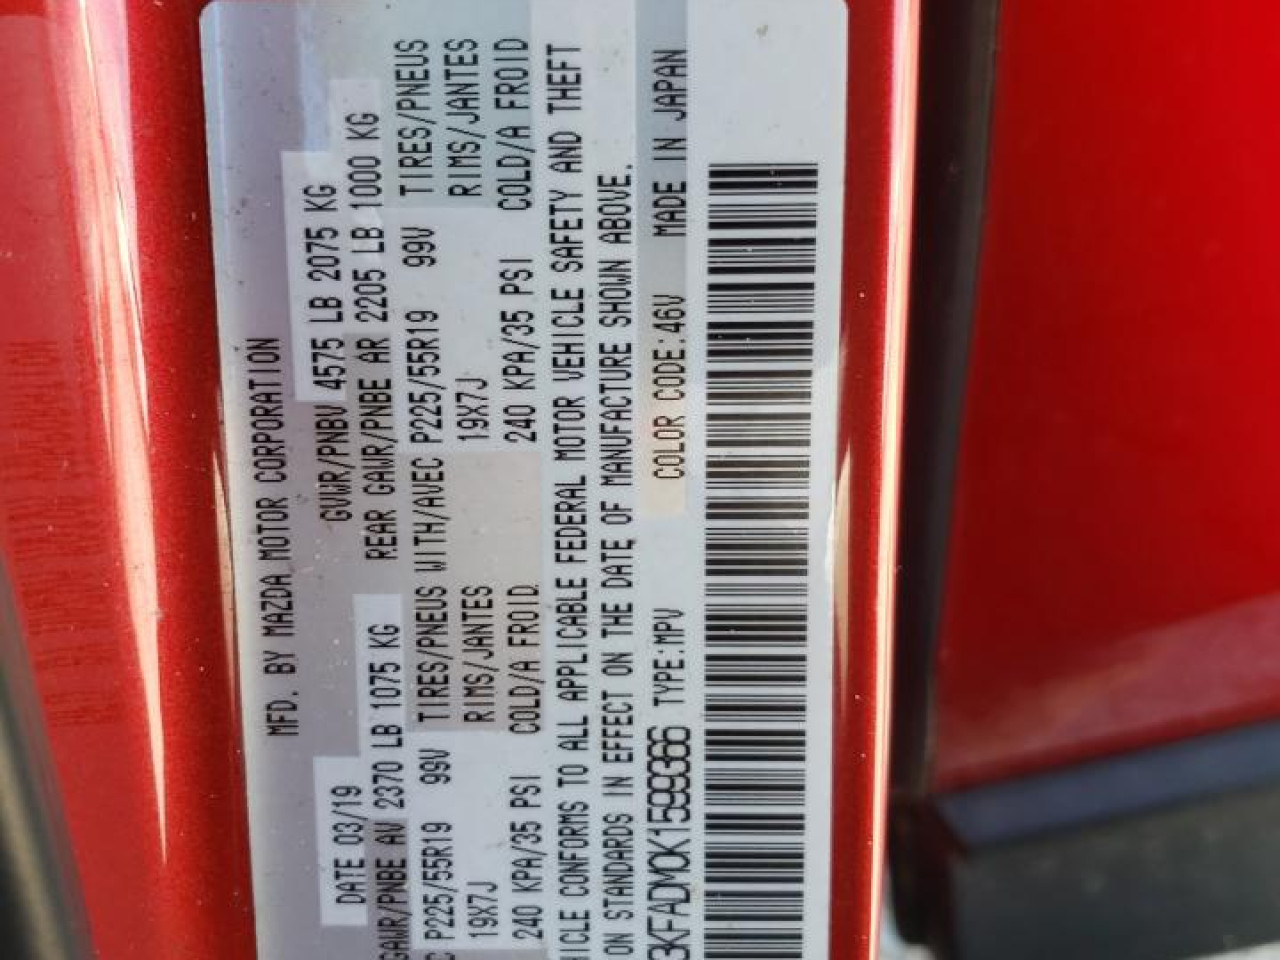 MFD. BY MAZDA MOTOR CORPORATION
DATE 03/19 GVWR/PNBV 4575 LB 2075 KG
GAWR/PNBE AV 2370 LB 1075 KG REAR GAWR/PNBE AR 2205 LB 1000 KG
P225/55R19 99V TIRES/PNEUS WITH/AVEC P225/55R19 99V TIRES/PNEUS
19X7J RIMS/JANTES 19X7J RIMS/JANTES
240 KPA/35 PSI COLD/A FROID 240 KPA/35 PSI COLD/A FROID
HICLE CONFORMS TO ALL APPLICABLE FEDERAL MOTOR VEHICLE SAFETY AND THEFT
ON STANDARDS IN EFFECT ON THE DATE OF MANUFACTURE SHOWN ABOVE.
3KFADM0K1599366 TYPE:MPV COLOR CODE:46V MADE IN JAPAN